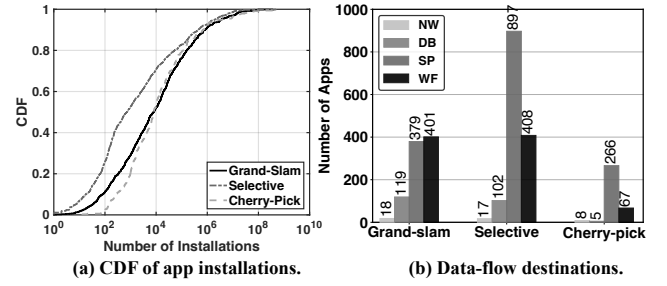 1
0.8
0.6
0.4
0.2
0
CDF
10^0 10^2 10^4 10^6 10^8 10^10
Number of Installations
Grand-Slam
Selective
Cherry-Pick
(a) CDF of app installations.
1000
800
600
400
200
0
Number of Apps
NW
DB
SP
WF
18 119 379 401
17 102 897 408
8 5 266 67
Grand-slam Selective Cherry-pick
(b) Data-flow destinations.